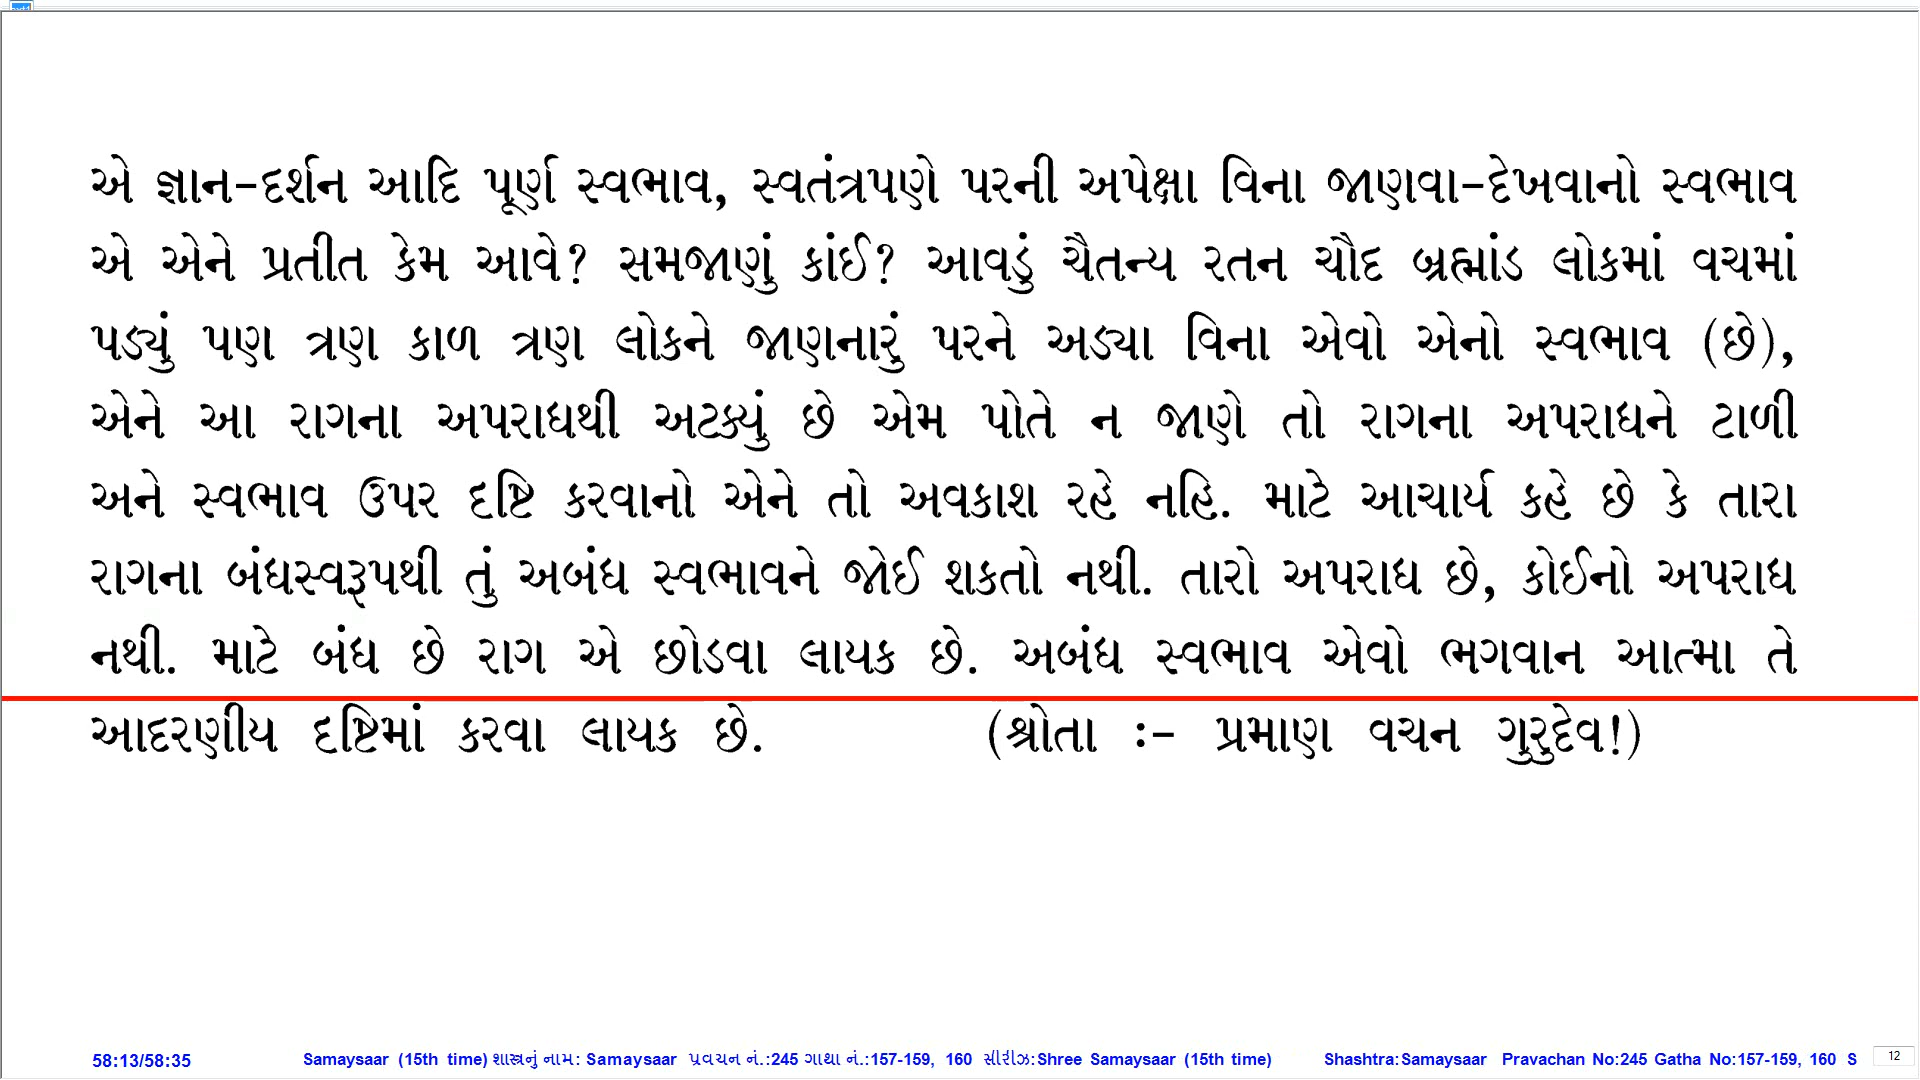 એ જ્ઞાન-દર્શન આદિ પૂર્ણ સ્વભાવ, સ્વતંત્રપણે પરની અપેક્ષા વિના જાણવા-દેખવાનો સ્વભાવ
એ એને પ્રતીત કેમ આવે? સમજાણું કાંઈ? આવડું ચૈતન્ય રતન ચૌદ બ્રહ્માંડ લોકમાં વચમાં
પડ્યું પણ ત્રણ કાળ ત્રણ લોકને જાણનારું પરને અડ્યા વિના એવો એનો સ્વભાવ (છે),
એને આ રાગના અપરાધથી અટક્યું છે એમ પોતે ન જાણે તો રાગના અપરાધને ટાળી
અને સ્વભાવ ઉપર દૃષ્ટિ કરવાનો એને તો અવકાશ રહે નહિ. માટે આચાર્ય કહે છે કે તારા
રાગના બંધસ્વરૂપથી તું અબંધ સ્વભાવને જોઈ શકતો નથી. તારો અપરાધ છે, કોઈનો અપરાધ
નથી. માટે બંધ છે રાગ એ છોડવા લાયક છે. અબંધ સ્વભાવ એવો ભગવાન આત્મા તે
આદરણીય દૃષ્ટિમાં કરવા લાયક છે. (શ્રોતા :- પ્રમાણ વચન ગુરુદેવ!)
58:13/58:35 Samaysaar (15th time) શાસ્ત્રનું નામ: Samaysaar પ્રવચન નં.:245 ગાથા નં.:157-159, 160 સીરીઝ:Shree Samaysaar (15th time) Shashtra:Samaysaar Pravachan No:245 Gatha No:157-159, 160 S 12